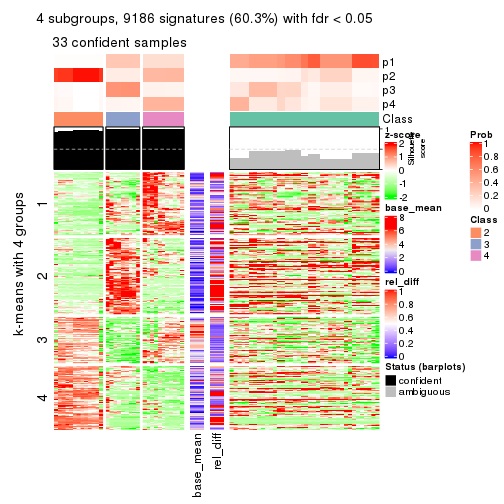 4 subgroups, 9186 signatures (60.3%) with fdr < 0.05
33 confident samples
p1
p2
p3
p4
Class
1
Silhouette
score
k-means with 4 groups
1
2
3
4
base_mean
rel_diff
z-score
2
1
0
-1
-2
base_mean
8
6
4
2
0
rel_diff
1
0.8
0.6
0.4
0.2
0
Status (barplots)
confident
ambiguous
Prob
1
0.8
0.6
0.4
0.2
0
Class
2
3
4